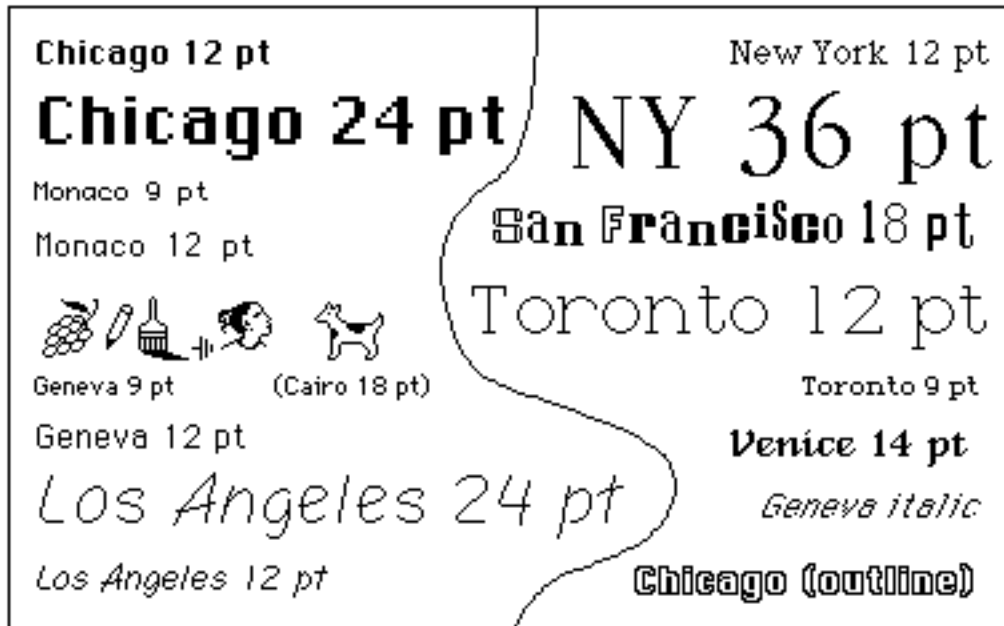 Chicago 12 pt
Chicago 24 pt
Monaco 9 pt
Monaco 12 pt
Geneva 9 pt
(Cairo 18 pt)
Geneva 12 pt
Los Angeles 24 pt
Los Angeles 12 pt
New York 12 pt
NY 36 pt
San Francisco 18 pt
Toronto 12 pt
Toronto 9 pt
Venice 14 pt
Geneva italic
Chicago (outline)